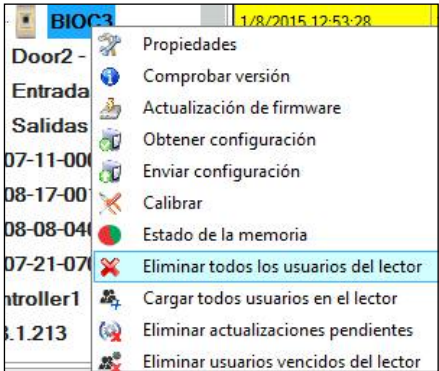 BIOC3
1/8/2015 12:53:28
Propiedades
Door2 -
Comprobar versión
Entrada
Actualización de firmware
Salidas
Obtener configuración
07-11-00
Enviar configuración
08-17-00
Calibrar
08-08-04
Estado de la memoria
07-21-07
Eliminar todos los usuarios del lector
ntroller1
Cargar todos usuarios en el lector
.1.213
Eliminar actualizaciones pendientes
Eliminar usuarios vencidos del lector